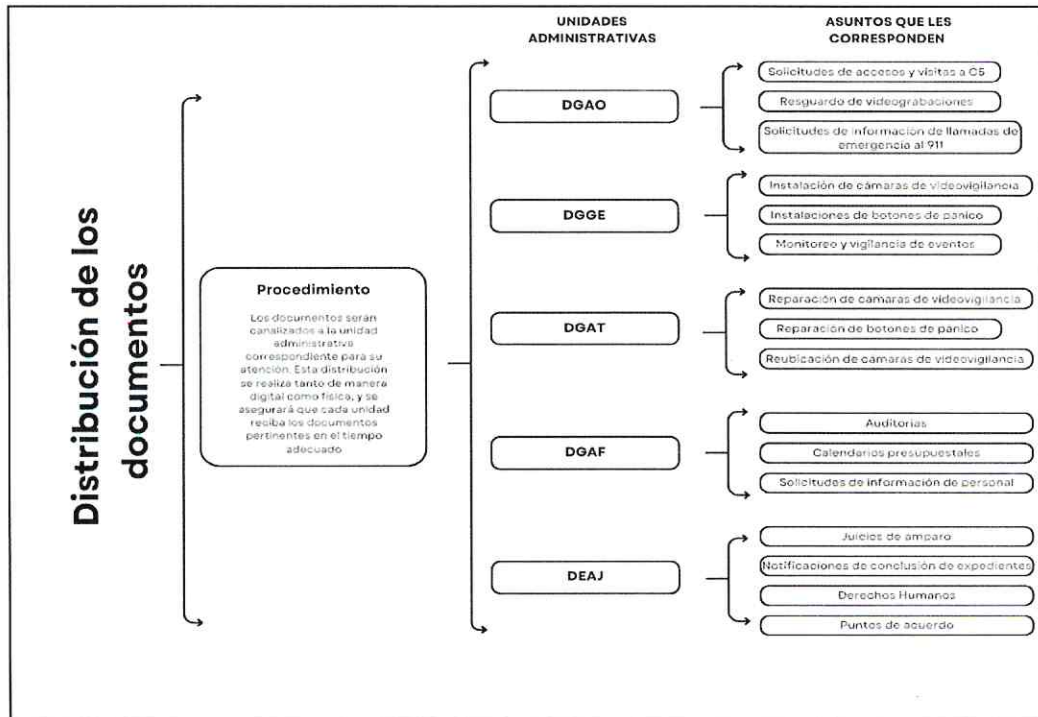 Distribución de los
documentos
Procedimiento
Los documentos serán
canalizados a la unidad
administrativa
correspondiente para su
atención. Esta distribución
se realiza tanto de manera
digital como física, y se
asegurará que cada unidad
reciba los documentos
pertinentes en el tiempo
adecuado
UNIDADES
ADMINISTRATIVAS
ASUNTOS QUE LES
CORRESPONDEN
DGAO
Solicitudes de accesos y visitas a C5
Resguardo de videograbaciones
Solicitudes de información de llamadas de
emergencia al 911
DGGE
Instalación de cámaras de videovigilancia
Instalaciones de botones de panico
Monitoreo y vigilancia de eventos
DGAT
Reparación de camaras de videovigilancia
Reparación de botones de panico
Reubicación de camaras de videovigilancia
DGAF
Auditorias
Calendarios presupuestales
Solicitudes de información de personal
DEAJ
Juicios de amparo
Notificaciones de conclusión de expedientes
Derechos Humanos
Puntos de acuerdo